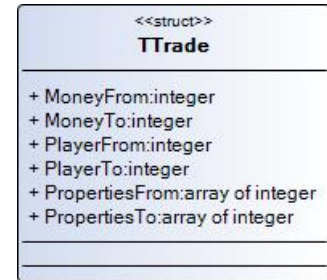 <<struct>>
TTrade
+ MoneyFrom:integer
+ MoneyTo:integer
+ PlayerFrom:integer
+ PlayerTo:integer
+ PropertiesFrom:array of integer
+ PropertiesTo:array of integer